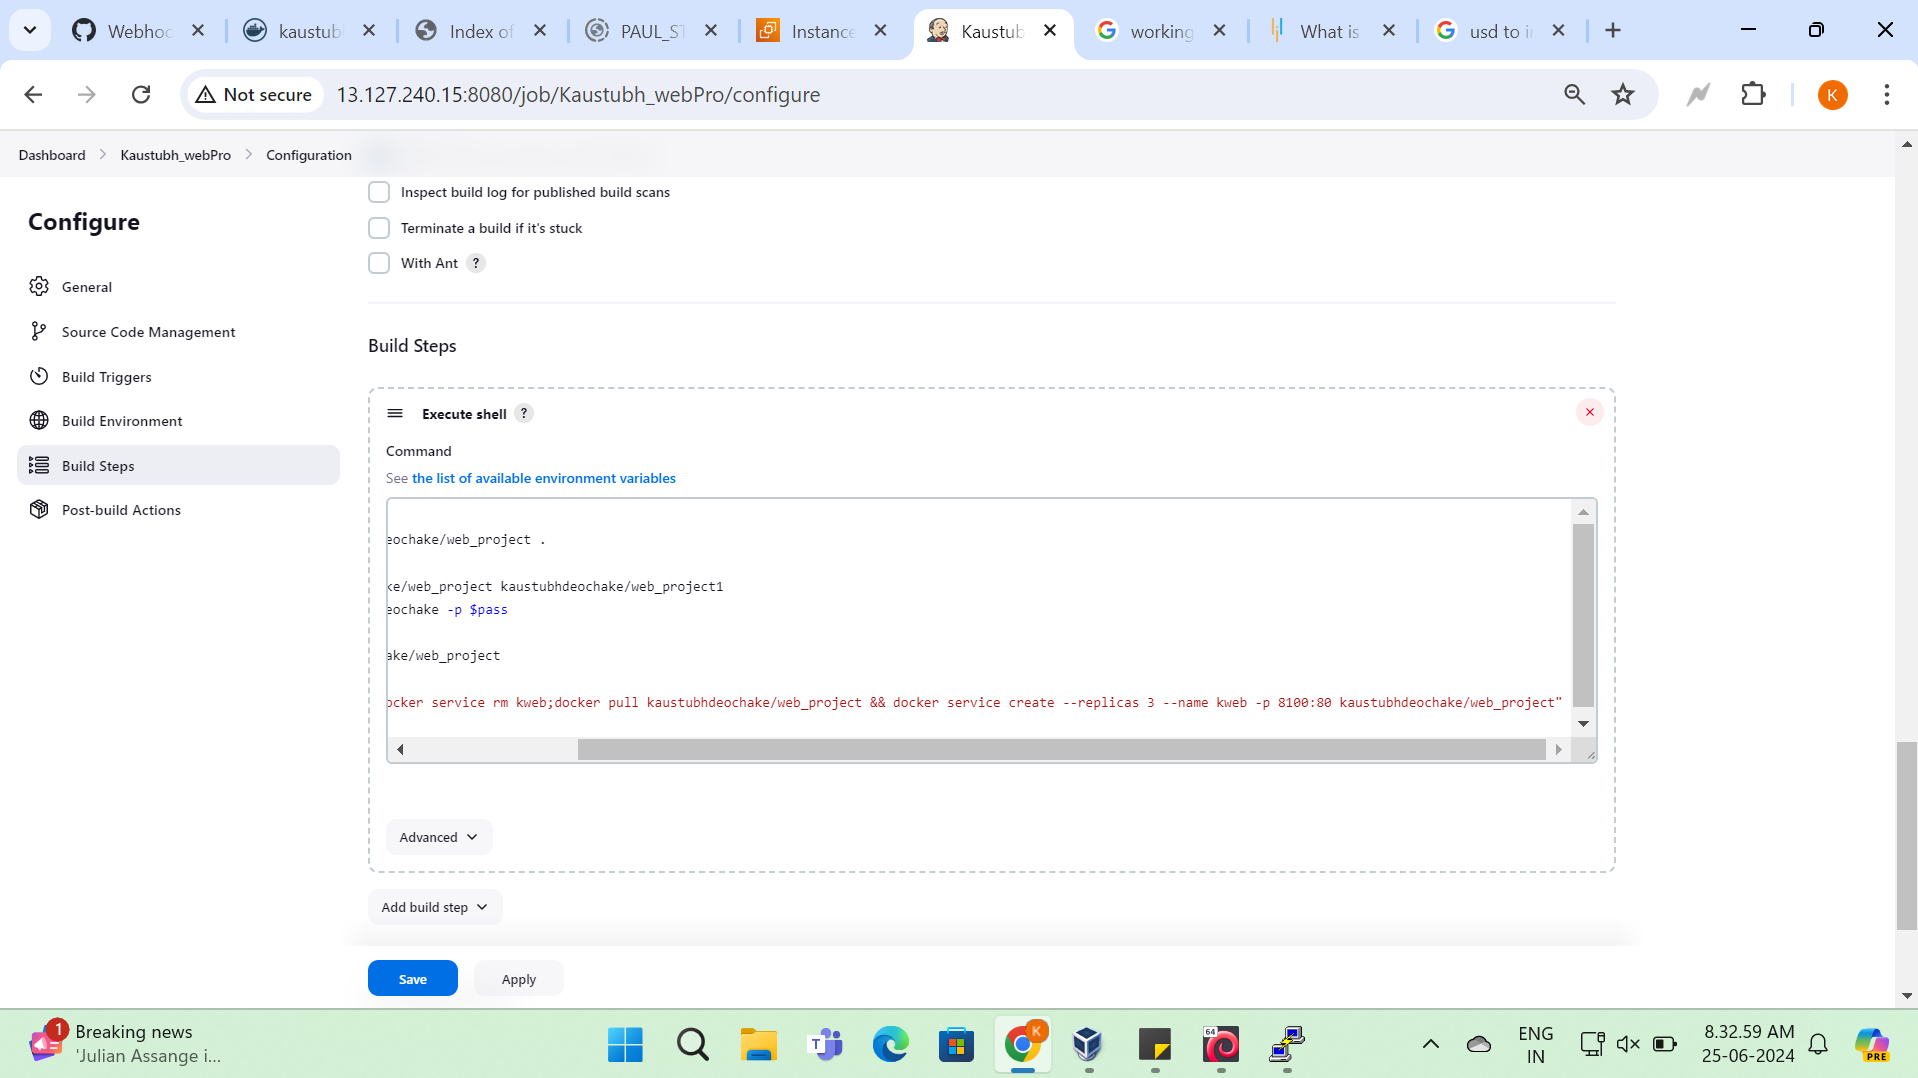 Webhoo
kaustubl
Index of
PAUL_ST
Instance
Kaustub
working
What is
usd to i
Not secure
13.127.240.15:8080/job/Kaustubh_webPro/configure
K
Dashboard
Kaustubh_webPro
Configuration
Inspect build log for published build scans
Configure
Terminate a build if it's stuck
With Ant ?
General
Source Code Management
Build Triggers
Build Environment
Build Steps
Post-build Actions
Build Steps
Execute shell ?
Command
See the list of available environment variables
eochake/web_project .
ke/web_project kaustubhdeochake/web_project1
eochake -p $pass
ake/web_project
ocker service rm kweb;docker pull kaustubhdeochake/web_project && docker service create --replicas 3 --name kweb -p 8100:80 kaustubhdeochake/web_project"
Advanced
Add build step
Save
Apply
1
Breaking news
'Julian Assange i...
T
K
64
ENG
IN
8.32.59 AM
25-06-2024
PRE